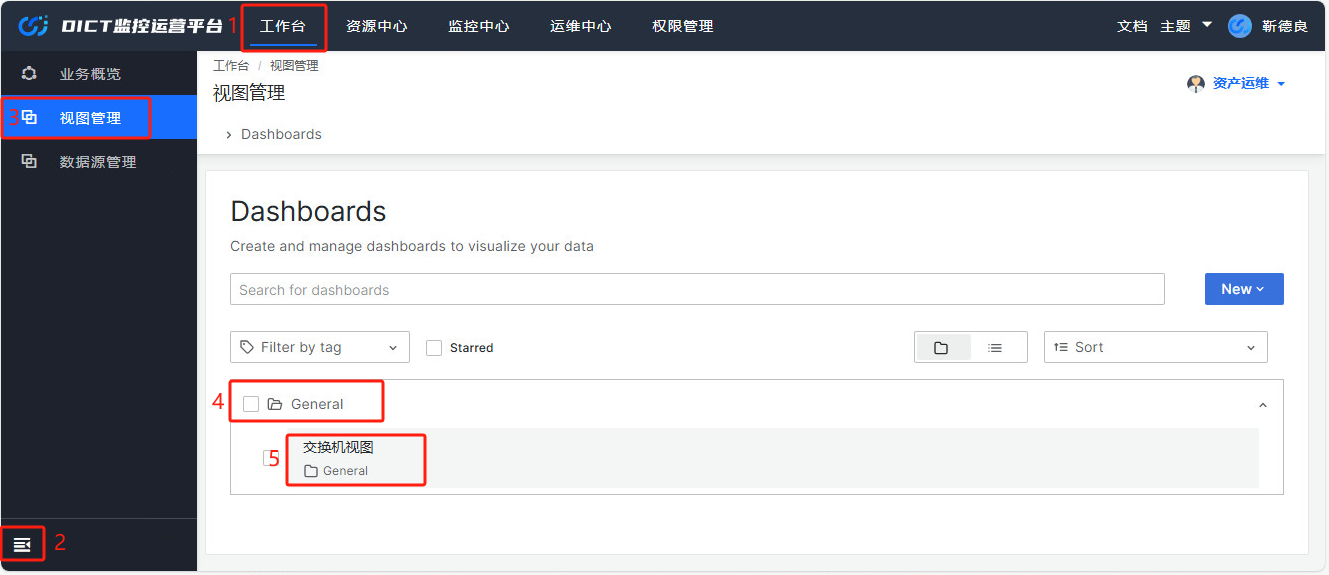 DICT监控运营平台 1 工作台 资源中心 监控中心 运维中心 权限管理 文档 主题 靳德良
业务概览
3 视图管理
数据源管理
2
工作台 / 视图管理
视图管理
资产运维
Dashboards
Dashboards
Create and manage dashboards to visualize your data
Search for dashboards
New
Filter by tag Starred Sort
4 General
5 交换机视图
General